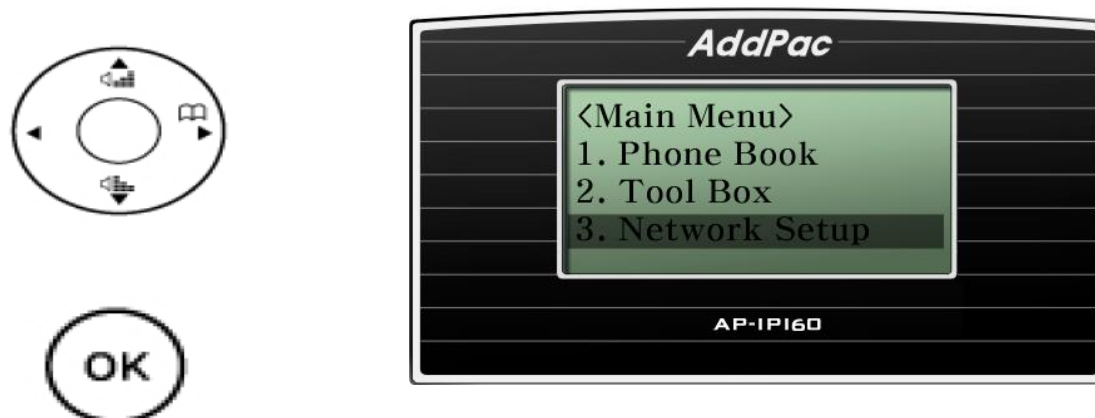 AddPac
<Main Menu>
1. Phone Book
2. Tool Box
3. Network Setup
AP-IP160
OK